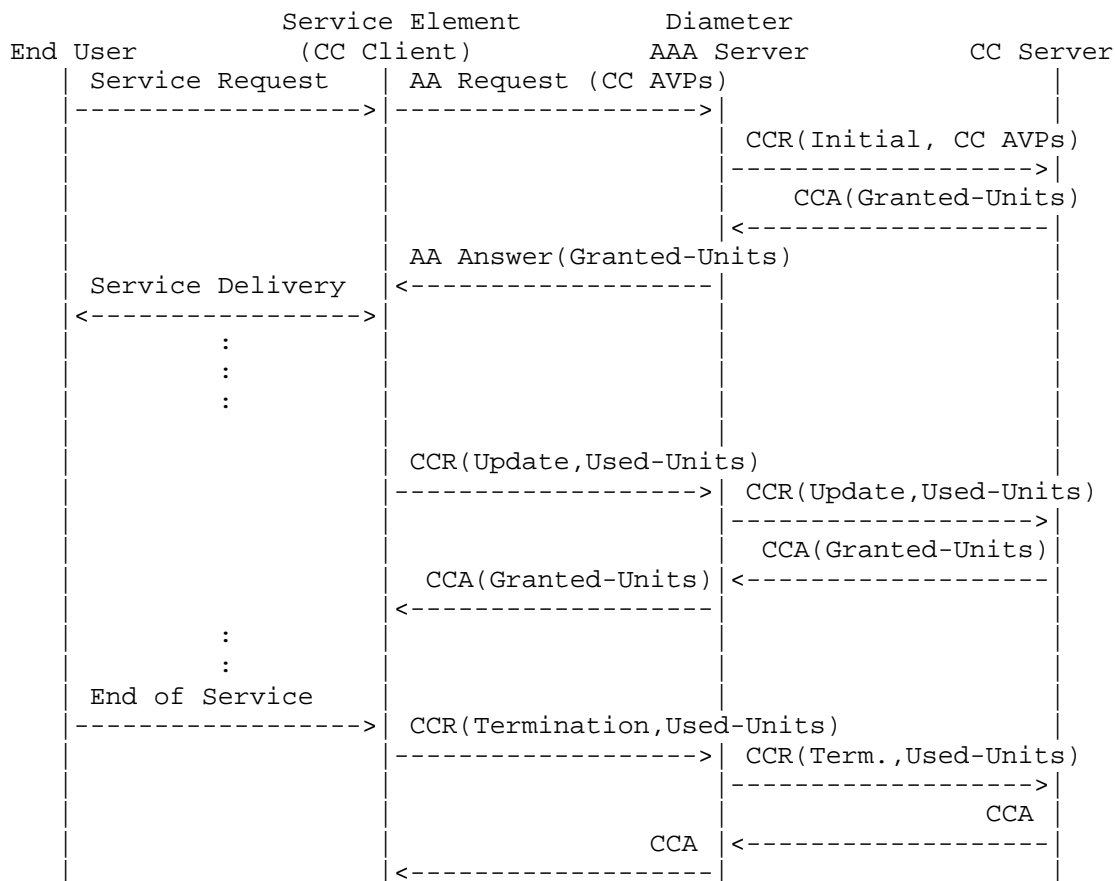 Service Element Diameter
End User (CC Client) AAA Server CC Server
Service Request AA Request (CC AVPs)
CCR(Initial, CC AVPs)
CCA(Granted-Units)
AA Answer(Granted-Units)
Service Delivery
:
:
:
CCR(Update,Used-Units)
CCR(Update,Used-Units)
CCA(Granted-Units)
CCA(Granted-Units)
:
:
End of Service
CCR(Termination,Used-Units)
CCR(Term.,Used-Units)
CCA
CCA